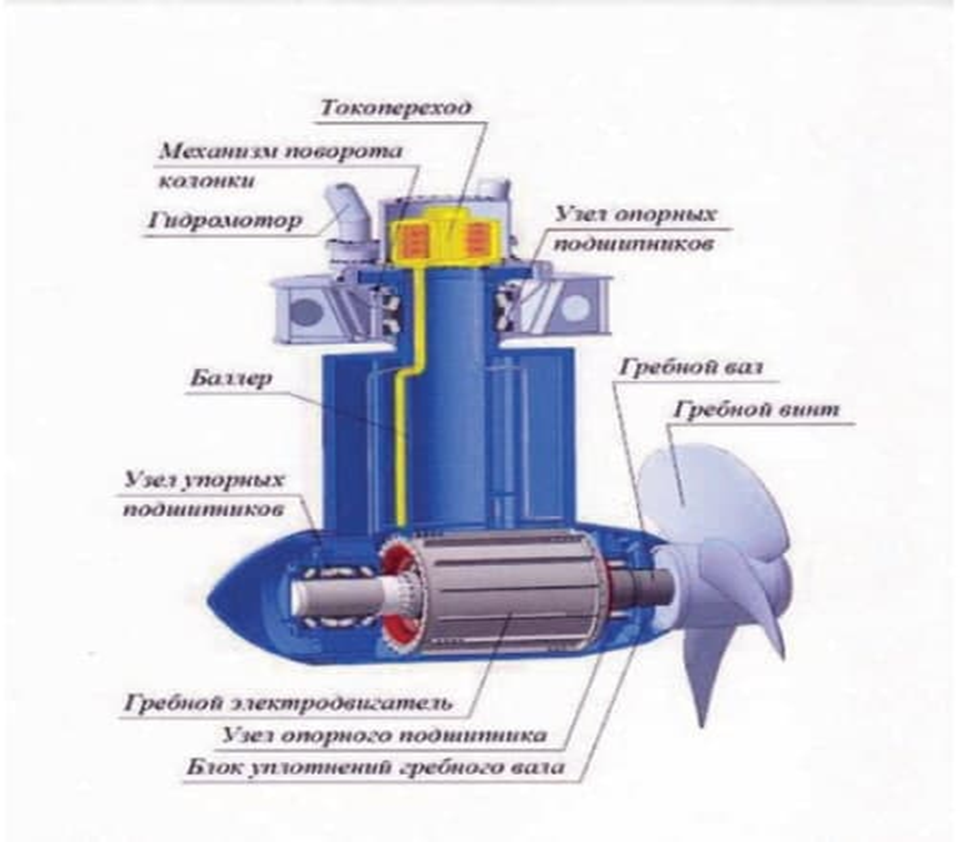 Токопереход
Механизм поворота
колонки
Гидромотор
Узел опорных
подшипников
Баллер
Гребной вал
Гребной винт
Узел упорных
подшипников
Гребной электродвигатель
Узел опорного подшипника
Блок уплотнений гребного вала